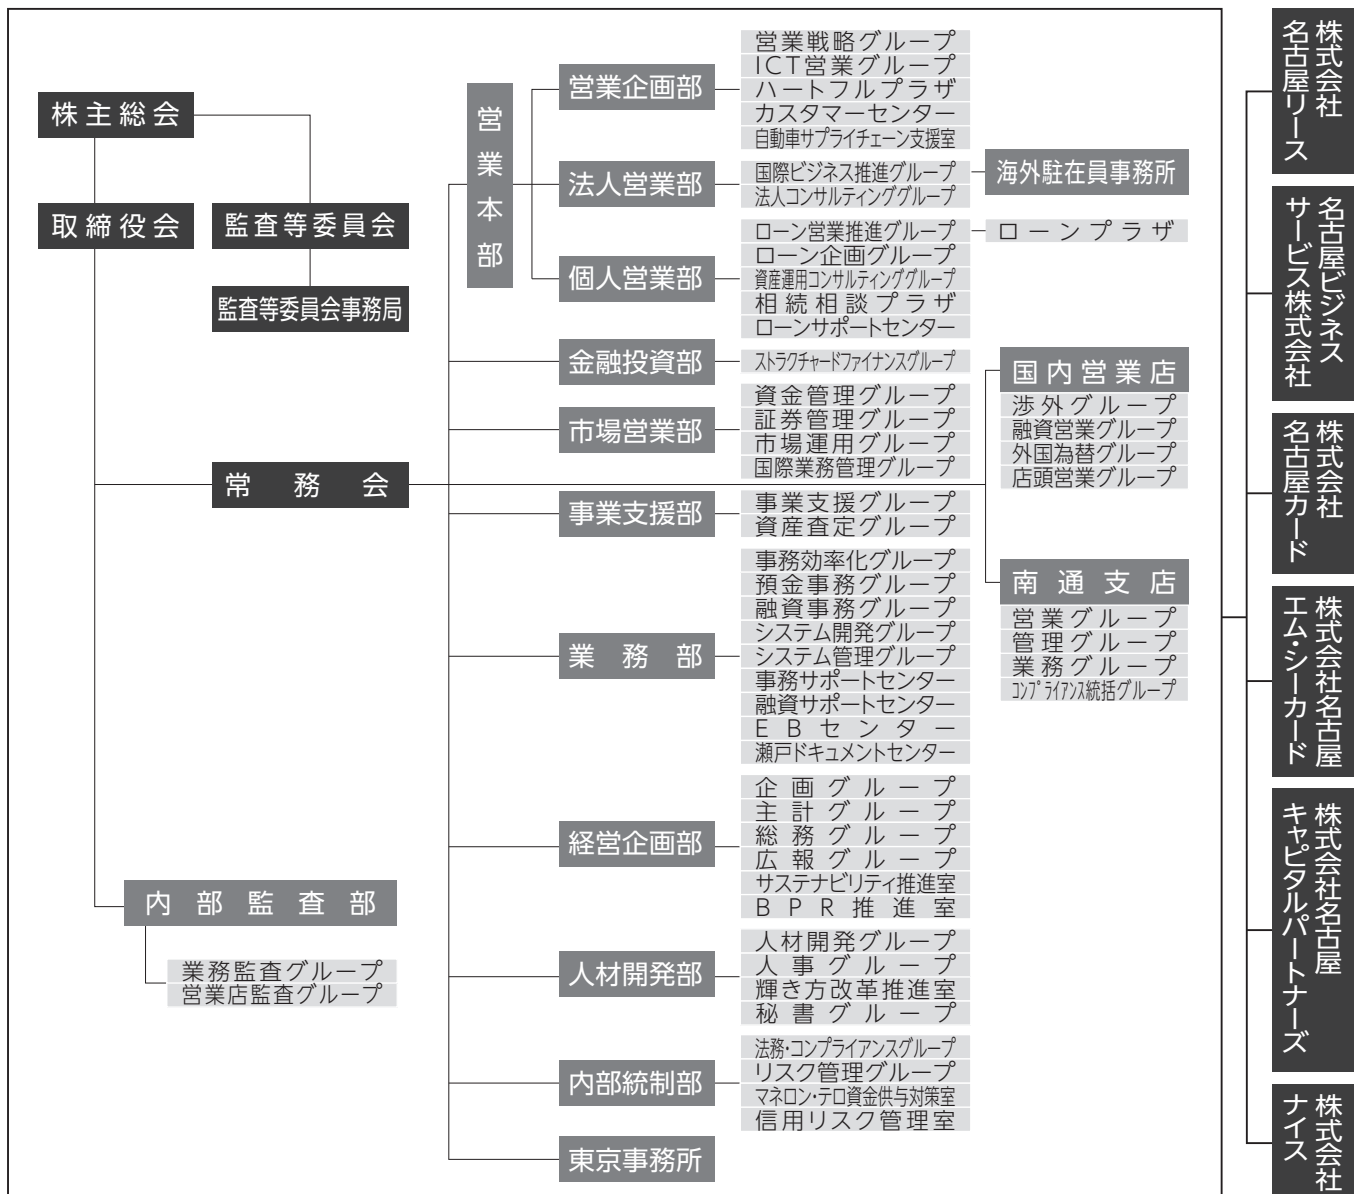 株主総会
取締役会
監査等委員会
監査等委員会事務局
常務会
内部監査部
業務監査グループ
営業店監査グループ
営業本部
営業企画部
営業戦略グループ
ICT営業グループ
ハートフルプラザ
カスタマーセンター
自動車サプライチェーン支援室
法人営業部
国際ビジネス推進グループ
法人コンサルティンググループ
海外駐在員事務所
個人営業部
ローン営業推進グループ
ローン企画グループ
資産運用コンサルティンググループ
相続相談プラザ
ローンサポートセンター
ローンプラザ
金融投資部
ストラクチャードファイナンスグループ
市場営業部
資金管理グループ
証券管理グループ
市場運用グループ
国際業務管理グループ
事業支援部
事業支援グループ
資産査定グループ
業務部
事務効率化グループ
預金事務グループ
融資事務グループ
システム開発グループ
システム管理グループ
事務サポートセンター
融資サポートセンター
EBセンター
瀬戸ドキュメントセンター
経営企画部
企画グループ
主計グループ
総務グループ
広報グループ
サステナビリティ推進室
BPR推進室
人材開発部
人材開発グループ
人事グループ
輝き方改革推進室
秘書グループ
内部統制部
法務・コンプライアンスグループ
リスク管理グループ
マネロン・テロ資金供与対策室
信用リスク管理室
東京事務所
国内営業店
渉外グループ
融資営業グループ
外国為替グループ
店頭営業グループ
南通支店
営業グループ
管理グループ
業務グループ
コンプライアンス統括グループ
株式会社
名古屋リース
名古屋ビジネス
サービス株式会社
株式会社
名古屋カード
株式会社名古屋
エム・シーカード
株式会社名古屋
キャピタルパートナーズ
株式会社
ナイス